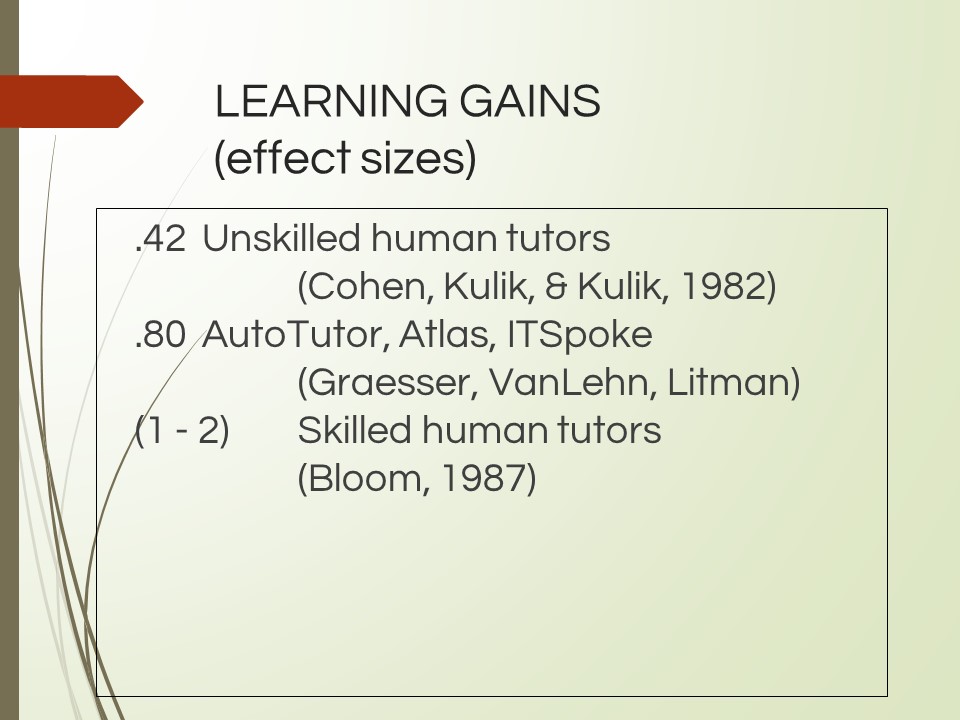 LEARNING GAINS
(effect sizes)
.42 Unskilled human tutors
(Cohen, Kulik, & Kulik, 1982)
.80 AutoTutor, Atlas, ITSpoke
(Graesser, VanLehn, Litman)
(1 - 2) Skilled human tutors
(Bloom, 1987)